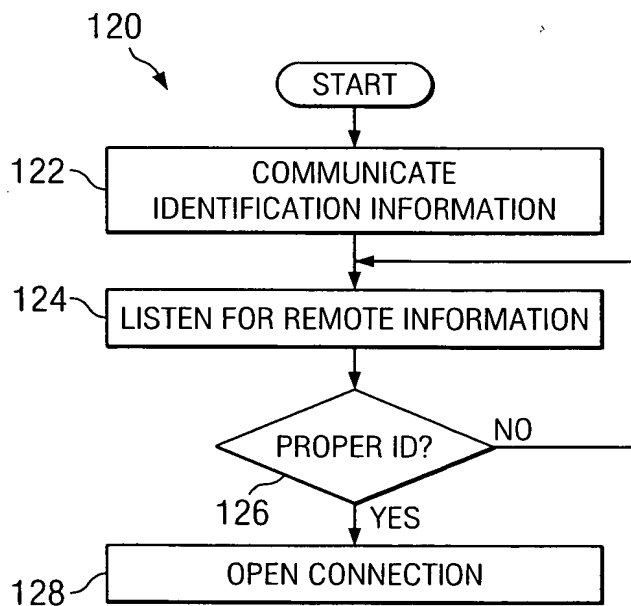 120
START
122
COMMUNICATE
IDENTIFICATION INFORMATION
124
LISTEN FOR REMOTE INFORMATION
PROPER ID?
NO
126
YES
128
OPEN CONNECTION